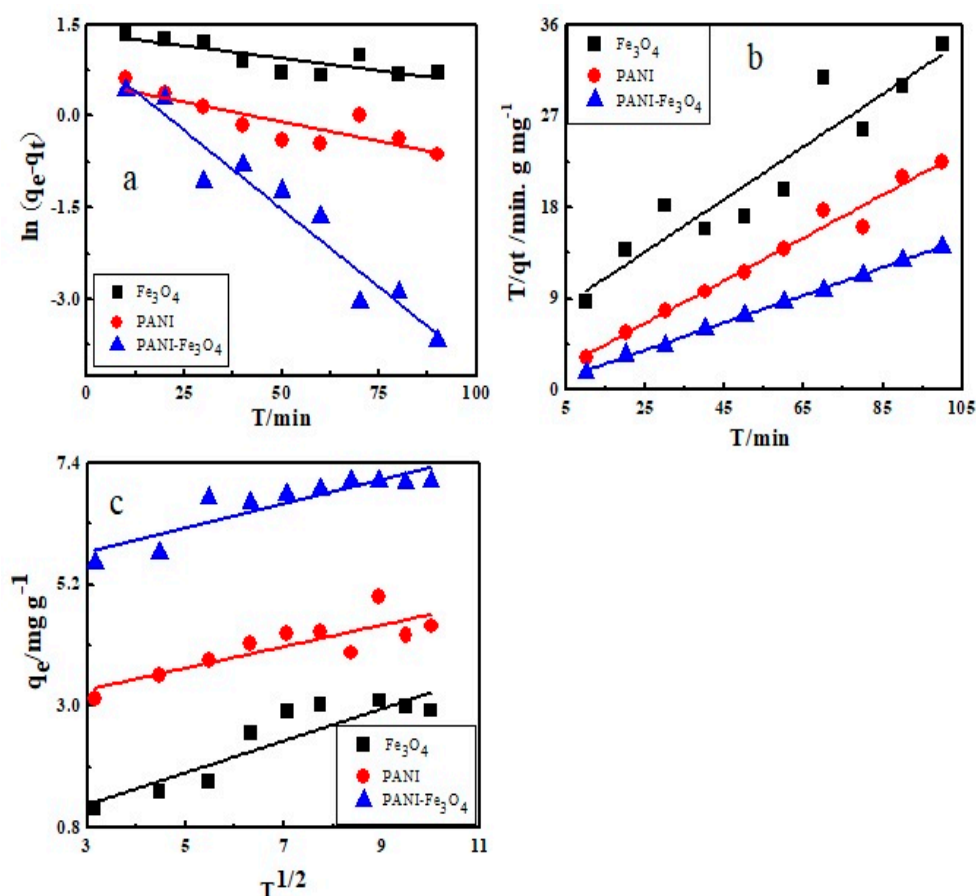 1.5
0.0
-1.5
-3.0
ln (qe-qt)
a
Fe3O4
PANI
PANI-Fe3O4
0 25 50 75 100
T/min
36
27
18
9
0
T/qt /min. g mg⁻¹
b
Fe3O4
PANI
PANI-Fe3O4
5 25 45 65 85 105
T/min
7.4
5.2
3.0
0.8
qe/mg g⁻¹
c
Fe3O4
PANI
PANI-Fe3O4
3 5 7 9 11
T1/2